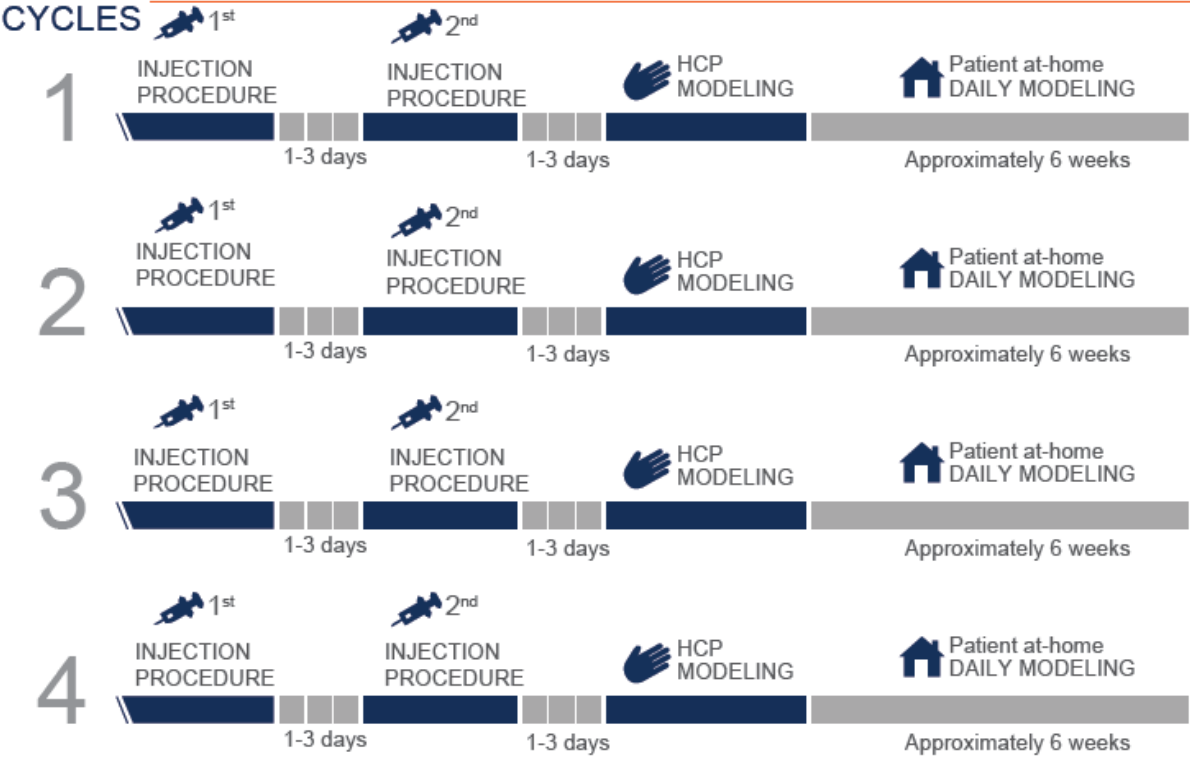 CYCLES
1
1st
INJECTION
PROCEDURE
2nd
INJECTION
PROCEDURE
HCP
MODELING
Patient at-home
DAILY MODELING
1-3 days
1-3 days
Approximately 6 weeks
2
1st
INJECTION
PROCEDURE
2nd
INJECTION
PROCEDURE
HCP
MODELING
Patient at-home
DAILY MODELING
1-3 days
1-3 days
Approximately 6 weeks
3
1st
INJECTION
PROCEDURE
2nd
INJECTION
PROCEDURE
HCP
MODELING
Patient at-home
DAILY MODELING
1-3 days
1-3 days
Approximately 6 weeks
4
1st
INJECTION
PROCEDURE
2nd
INJECTION
PROCEDURE
HCP
MODELING
Patient at-home
DAILY MODELING
1-3 days
1-3 days
Approximately 6 weeks